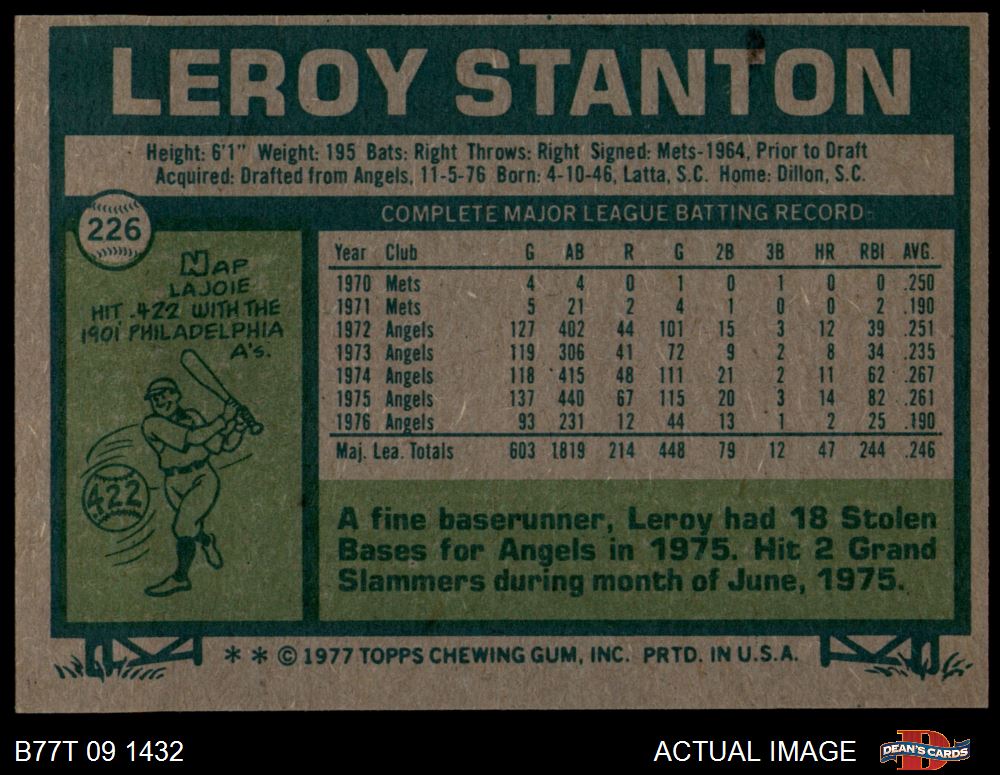 LEROY STANTON
Height: 6'1" Weight: 195 Bats: Right Throws: Right Signed: Mets-1964, Prior to Draft
Acquired: Drafted from Angels, 11-5-76 Born: 4-10-46, Latta, S.C. Home: Dillon, S.C.
226
NAP
LAJOIE
HIT .422 WITH THE
1901 PHILADELPHIA
A's.
422
COMPLETE MAJOR LEAGUE BATTING RECORD
Year Club G AB R G 2B 3B HR RBI AVG.
1970 Mets 4 4 0 1 0 1 0 0 .250
1971 Mets 5 21 2 4 1 0 0 2 .190
1972 Angels 127 402 44 101 15 3 12 39 .251
1973 Angels 119 306 41 72 9 2 8 34 .235
1974 Angels 118 415 48 111 21 2 11 62 .267
1975 Angels 137 440 67 115 20 3 14 82 .261
1976 Angels 93 231 12 44 13 1 2 25 .190
Maj. Lea. Totals 603 1819 214 448 79 12 47 244 .246
A fine baserunner, Leroy had 18 Stolen
Bases for Angels in 1975. Hit 2 Grand
Slammers during month of June, 1975.
* * © 1977 TOPPS CHEWING GUM, INC. PRTD. IN U.S.A.
B77T 09 1432
ACTUAL IMAGE
D
DEAN'S CARDS